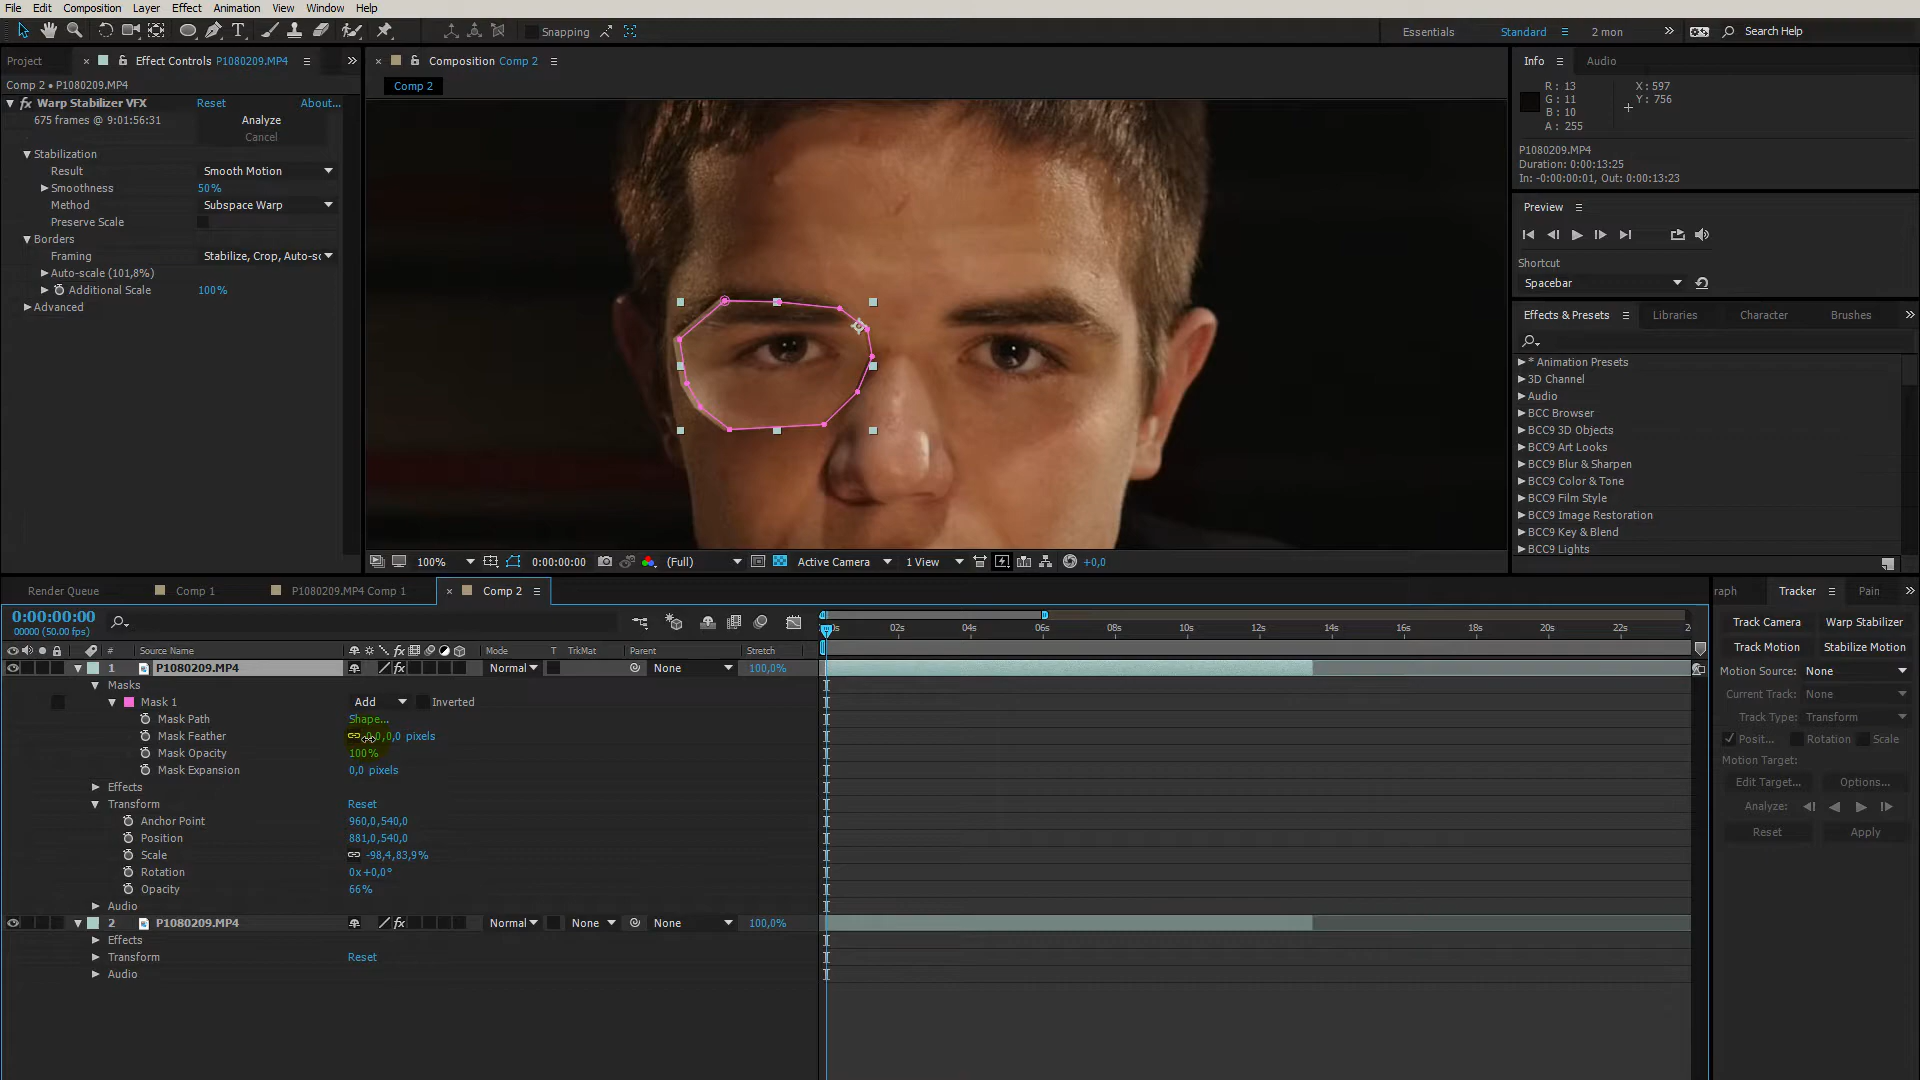 File Edit Composition Layer Effect Animation View Window Help
T Snapping Essentials Standard 2 mon Search Help
Project Effect Controls P1080209.MP4
Comp 2 • P1080209.MP4
fx Warp Stabilizer VFX Reset About...
675 frames @ 9:01:56:31 Analyze
Cancel
Stabilization
Result Smooth Motion
Smoothness 50%
Method Subspace Warp
Preserve Scale
Borders
Framing Stabilize, Crop, Auto-sc
Auto-scale (101,8%)
Additional Scale 100%
Advanced
Composition Comp 2
Comp 2
100% 0:00:00:00 (Full) Active Camera 1 View +0,0
Info Audio
R : 13 X : 597
G : 11 Y : 756
B : 10
A : 255
P1080209.MP4
Duration: 0:00:13:25
In: -0:00:00:01, Out: 0:00:13:23
Preview
Shortcut
Spacebar
Effects & Presets Libraries Character Brushes
* Animation Presets
3D Channel
Audio
BCC Browser
BCC9 3D Objects
BCC9 Art Looks
BCC9 Blur & Sharpen
BCC9 Color & Tone
BCC9 Film Style
BCC9 Image Restoration
BCC9 Key & Blend
BCC9 Lights
Render Queue Comp 1 P1080209.MP4 Comp 1 Comp 2
0:00:00:00
00000 (50.00 fps)
02s 04s 06s 08s 10s 12s 14s 16s 18s 20s 22s
# Source Name fx Mode T TrkMat Parent Stretch
1 P1080209.MP4 fx Normal None 100,0%
Masks
Mask 1 Add Inverted
Mask Path Shape...
Mask Feather 0,0,0,0 pixels
Mask Opacity 100%
Mask Expansion 0,0 pixels
Effects
Transform Reset
Anchor Point 960,0,540,0
Position 881,0,540,0
Scale -98,4,83,9%
Rotation 0x+0,0°
Opacity 66%
Audio
2 P1080209.MP4 fx Normal None None 100,0%
Effects
Transform Reset
Audio
raph Tracker Pain
Track Camera Warp Stabilizer
Track Motion Stabilize Motion
Motion Source: None
Current Track: None
Track Type: Transform
Posit... Rotation Scale
Motion Target:
Edit Target... Options...
Analyze:
Reset Apply